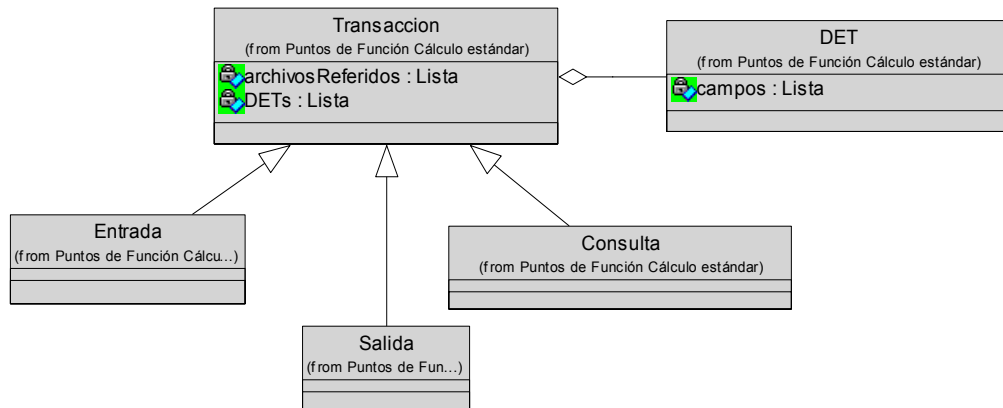 Transaccion
(from Puntos de Función Cálculo estándar)
archivosReferidos : Lista
DETs : Lista
DET
(from Puntos de Función Cálculo estándar)
campos : Lista
Entrada
(from Puntos de Función Cálcu...)
Consulta
(from Puntos de Función Cálculo estándar)
Salida
(from Puntos de Fun...)